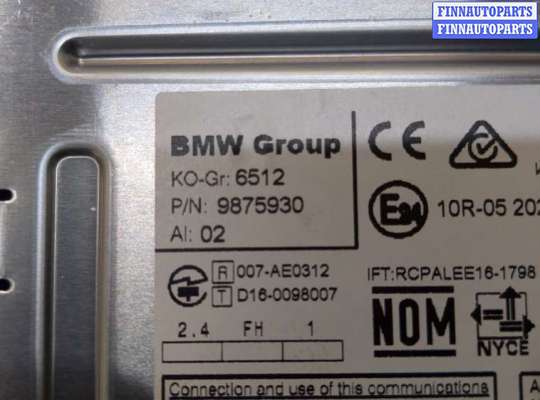 FINNAUTOPARTS
FINNAUTOPARTS
BMW Group
KO-Gr: 6512
P/N: 9875930
AI: 02
CE
10R-05 202
R 007-AE0312
T D16-0098007
IFT:RCPALEE16-1798
2.4 FH 1
NOM
NYCE
Connection and use of this communications